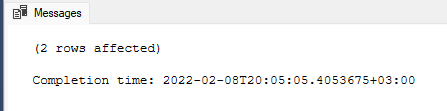 Messages
(2 rows affected)
Completion time: 2022-02-08T20:05:05.4053675+03:00